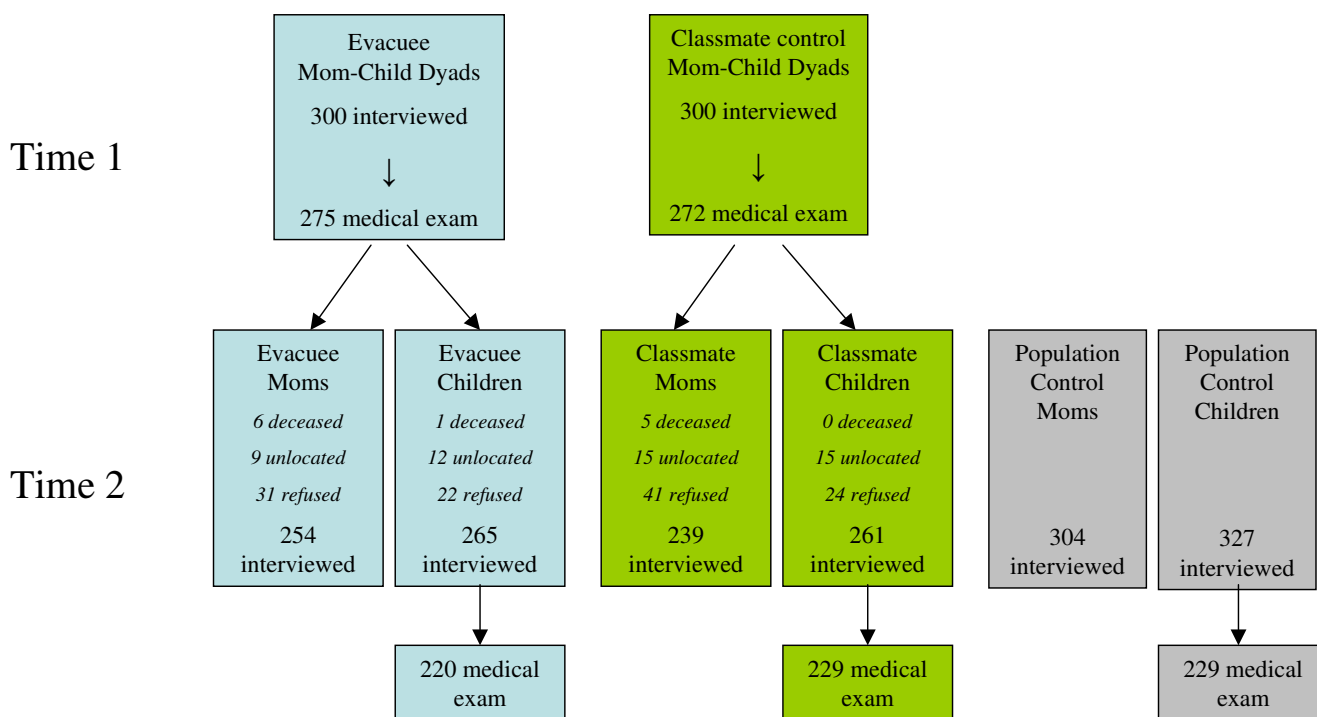 Time 1
Evacuee
Mom-Child Dyads
300 interviewed
↓
275 medical exam
Classmate control
Mom-Child Dyads
300 interviewed
↓
272 medical exam
Time 2
Evacuee
Moms
6 deceased
9 unlocated
31 refused
254
interviewed
Evacuee
Children
1 deceased
12 unlocated
22 refused
265
interviewed
Classmate
Moms
5 deceased
15 unlocated
41 refused
239
interviewed
Classmate
Children
0 deceased
15 unlocated
24 refused
261
interviewed
Population
Control
Moms
304
interviewed
Population
Control
Children
327
interviewed
220 medical
exam
229 medical
exam
229 medical
exam